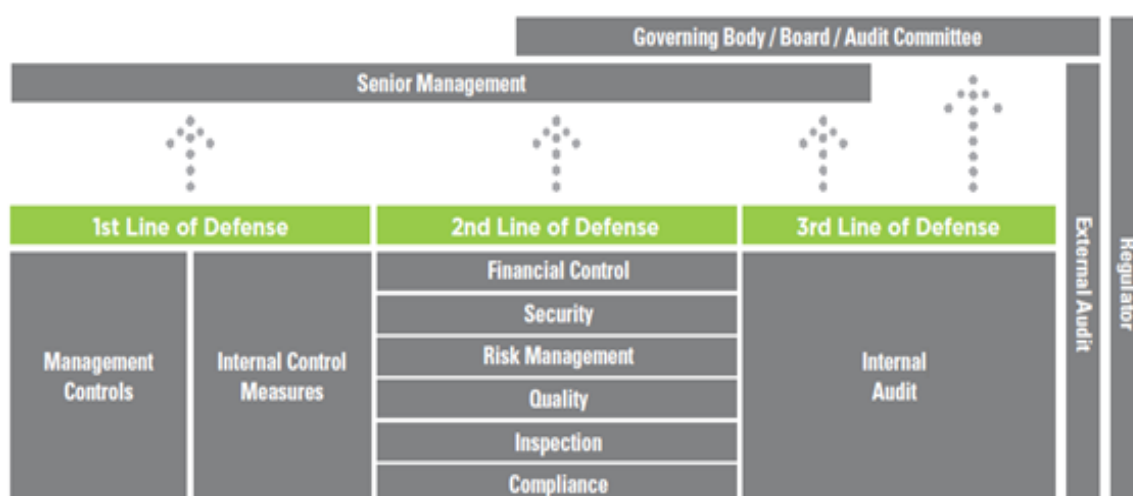 Governing Body / Board / Audit Committee
Senior Management
1st Line of Defense
2nd Line of Defense
3rd Line of Defense
Management
Controls
Internal Control
Measures
Financial Control
Security
Risk Management
Quality
Inspection
Compliance
Internal
Audit
External Audit
Regulator